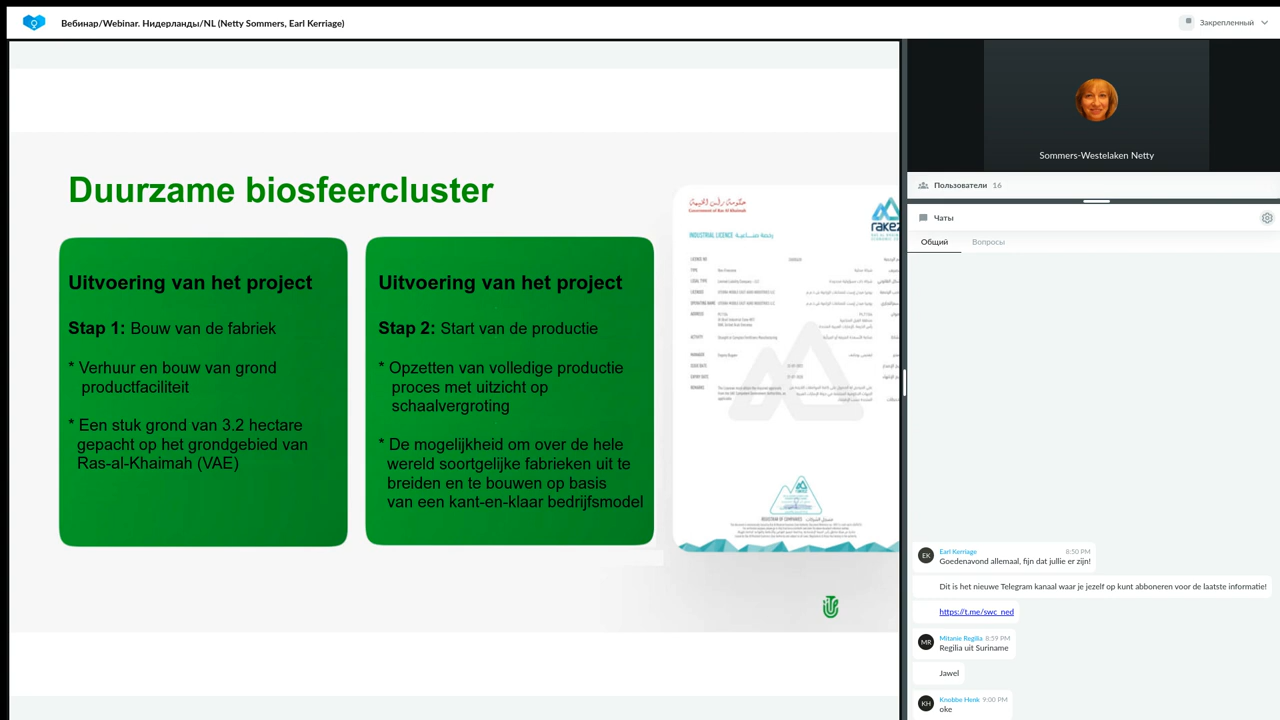 Вебинар/Webinar. Нидерланды/NL (Netty Sommers, Earl Kerriage)
Закрепленный
Duurzame biosfeercluster
Uitvoering van het project
Stap 1: Bouw van de fabriek
* Verhuur en bouw van grond
productfaciliteit
* Een stuk grond van 3.2 hectare
gepacht op het grondgebied van
Ras-al-Khaimah (VAE)
Uitvoering van het project
Stap 2: Start van de productie
* Opzetten van volledige productie
proces met uitzicht op
schaalvergroting
* De mogelijkheid om over de hele
wereld soortgelijke fabrieken uit te
breiden en te bouwen op basis
van een kant-en-klaar bedrijfsmodel
Government of Ras Al Khaimah
rakez
INDUSTRIAL LICENCE
Sommers-Westelaken Netty
Пользователи 16
Чаты
Общий Вопросы
EK
Earl Kerriage 8:50 PM
Goedenavond allemaal, fijn dat jullie er zijn!
Dit is het nieuwe Telegram kanaal waar je jezelf op kunt abboneren voor de laatste informatie!
https://t.me/swc_ned
MR
Mitanie Regilia 8:59 PM
Regilia uit Suriname
Jawel
KH
Knobbe Henk 9:00 PM
oke